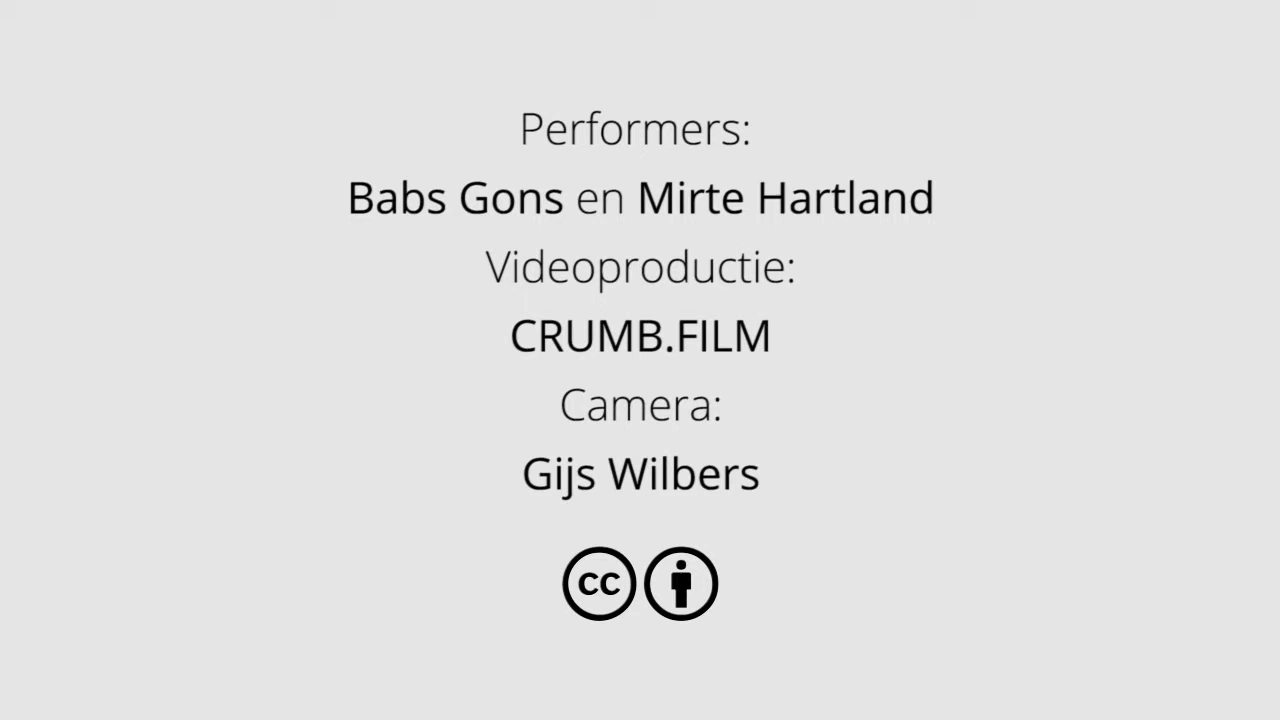 Performers:
Babs Gons en Mirte Hartland
Videoproductie:
CRUMB.FILM
Camera:
Gijs Wilbers
cc